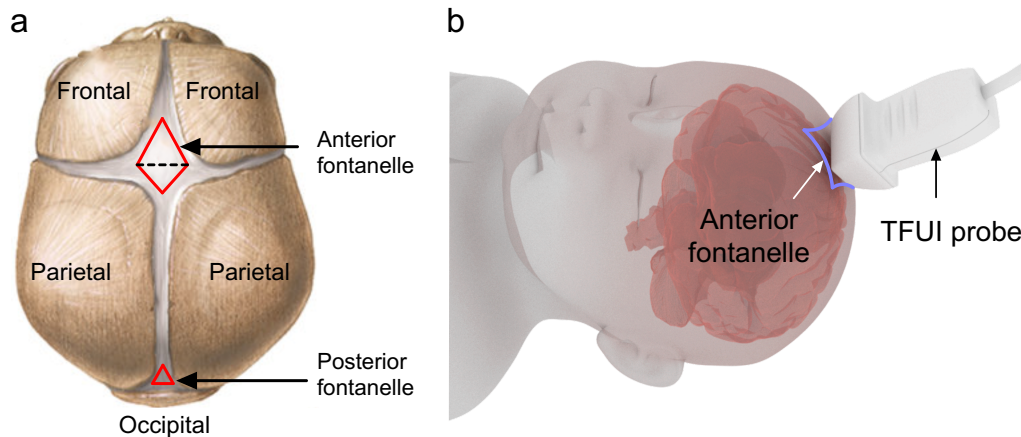 a
Frontal
Frontal
Anterior
fontanelle
Parietal
Parietal
Posterior
fontanelle
Occipital
b
Anterior
fontanelle
TFUI probe